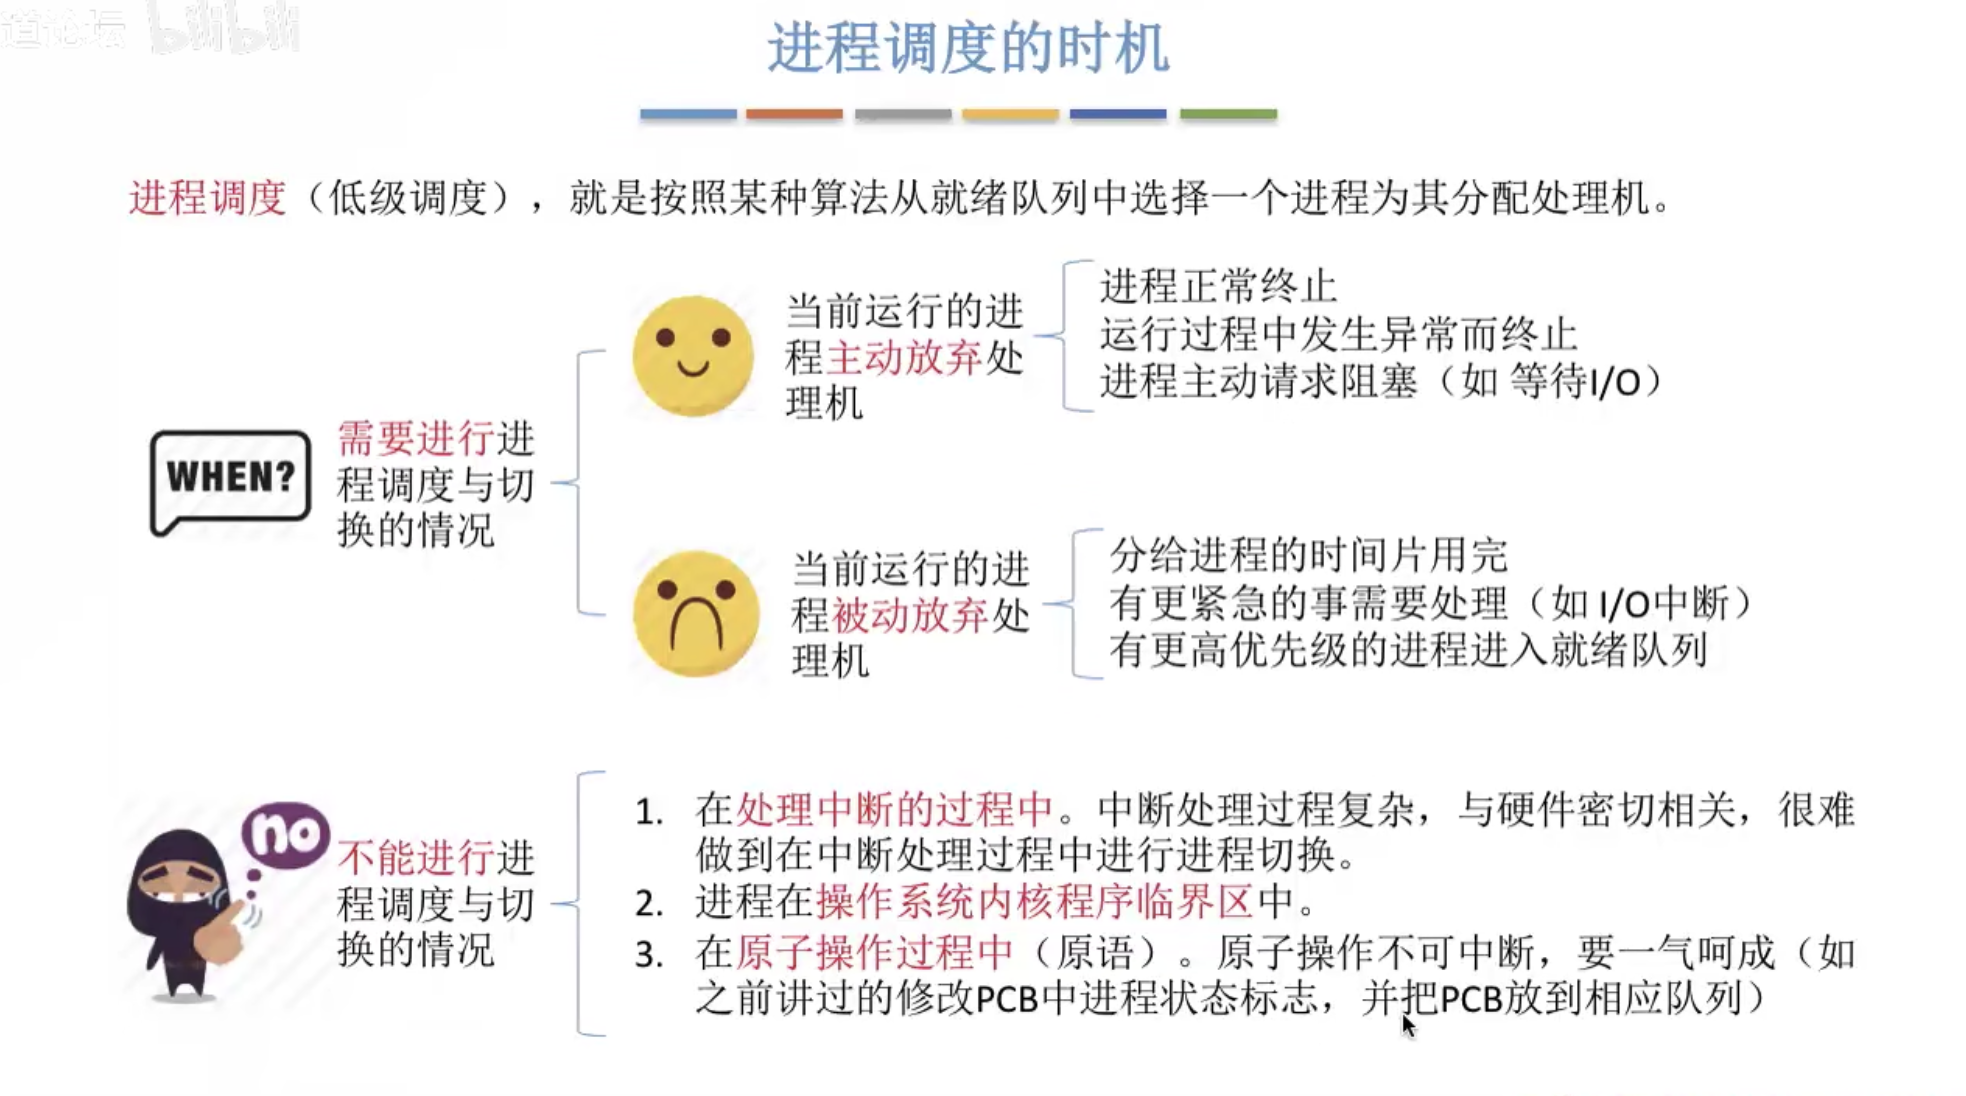 道论坛 bilibili
进程调度的时机
进程调度（低级调度），就是按照某种算法从就绪队列中选择一个进程为其分配处理机。
WHEN?
需要进行进
程调度与切
换的情况
当前运行的进
程主动放弃处
理机
进程正常终止
运行过程中发生异常而终止
进程主动请求阻塞（如 等待I/O）
当前运行的进
程被动放弃处
理机
分给进程的时间片用完
有更紧急的事需要处理（如 I/O中断）
有更高优先级的进程进入就绪队列
no
不能进行进
程调度与切
换的情况
1. 在处理中断的过程中。中断处理过程复杂，与硬件密切相关，很难
做到在中断处理过程中进行进程切换。
2. 进程在操作系统内核程序临界区中。
3. 在原子操作过程中（原语）。原子操作不可中断，要一气呵成（如
之前讲过的修改PCB中进程状态标志，并把PCB放到相应队列）